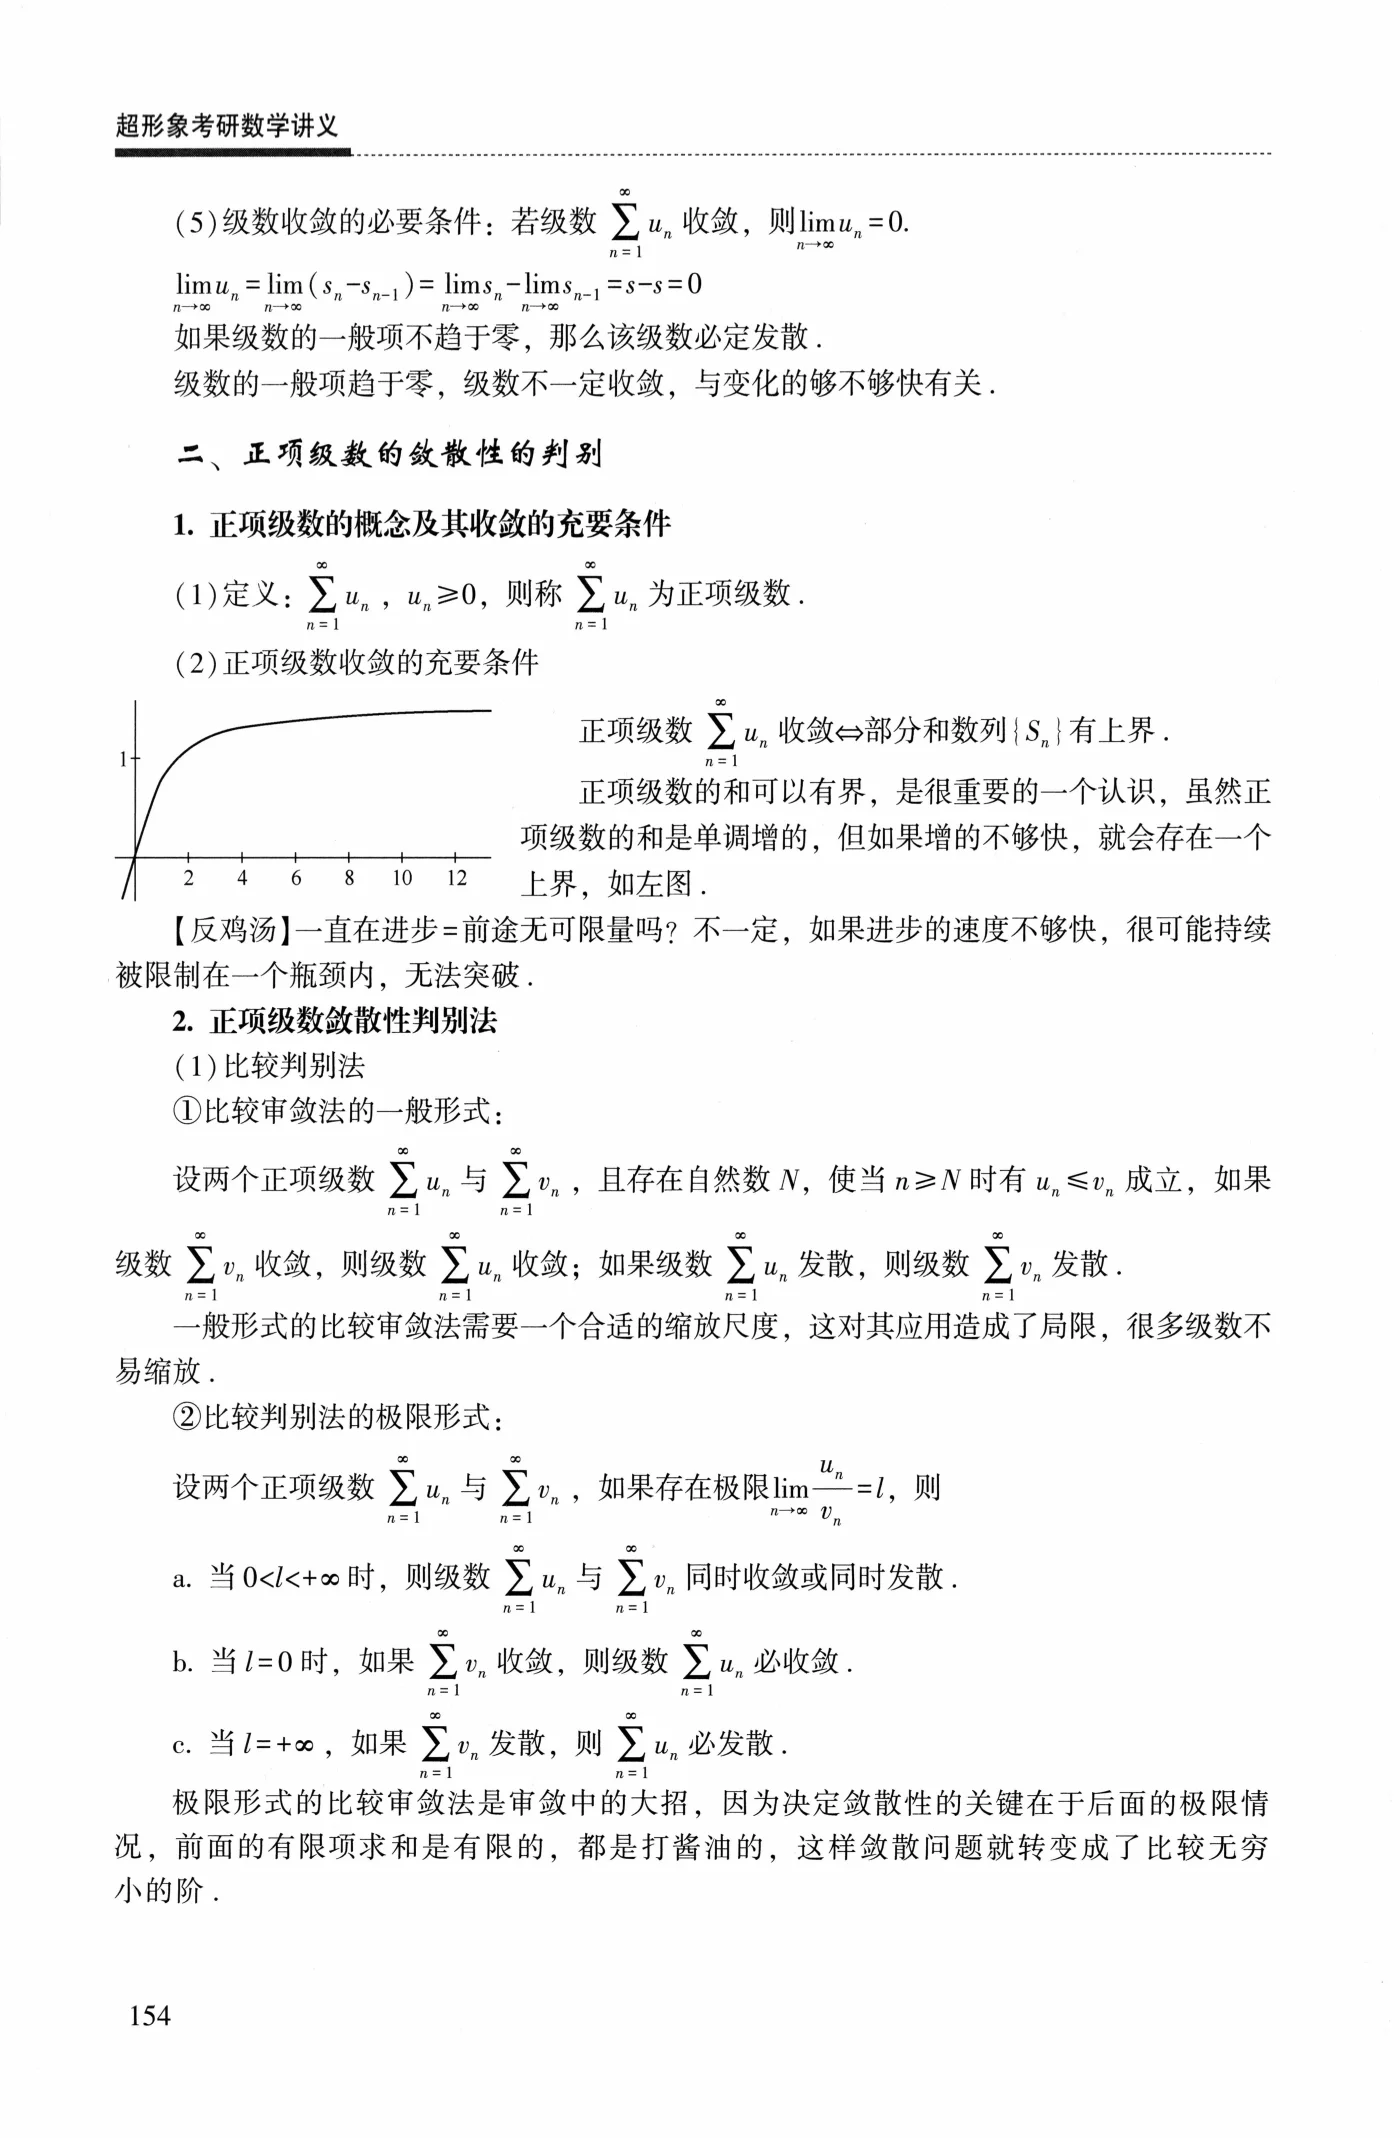 超形象考研数学讲义
(5)级数收敛的必要条件：若级数 $\sum_{n=1}^{\infty} u_n$ 收敛，则$\lim_{n\to\infty} u_n=0$.
$\lim_{n\to\infty} u_n=\lim_{n\to\infty}(s_n-s_{n-1})=\lim_{n\to\infty} s_n-\lim_{n\to\infty} s_{n-1}=s-s=0$
如果级数的一般项不趋于零，那么该级数必定发散．
级数的一般项趋于零，级数不一定收敛，与变化的够不够快有关．
二、正项级数的敛散性的判别
1. 正项级数的概念及其收敛的充要条件
(1)定义：$\sum_{n=1}^{\infty} u_n$，$u_n \geqslant 0$，则称 $\sum_{n=1}^{\infty} u_n$ 为正项级数．
(2)正项级数收敛的充要条件
1
2 4 6 8 10 12
正项级数 $\sum_{n=1}^{\infty} u_n$ 收敛⇔部分和数列$\{S_n\}$有上界．
正项级数的和可以有界，是很重要的一个认识，虽然正
项级数的和是单调增的，但如果增的不够快，就会存在一个
上界，如左图．
【反鸡汤】一直在进步=前途无可限量吗？不一定，如果进步的速度不够快，很可能持续
被限制在一个瓶颈内，无法突破．
2. 正项级数敛散性判别法
(1)比较判别法
①比较审敛法的一般形式：
设两个正项级数 $\sum_{n=1}^{\infty} u_n$ 与 $\sum_{n=1}^{\infty} v_n$，且存在自然数 $N$，使当 $n \geqslant N$ 时有 $u_n \leqslant v_n$ 成立，如果
级数 $\sum_{n=1}^{\infty} v_n$ 收敛，则级数 $\sum_{n=1}^{\infty} u_n$ 收敛；如果级数 $\sum_{n=1}^{\infty} u_n$ 发散，则级数 $\sum_{n=1}^{\infty} v_n$ 发散．
一般形式的比较审敛法需要一个合适的缩放尺度，这对其应用造成了局限，很多级数不
易缩放．
②比较判别法的极限形式：
设两个正项级数 $\sum_{n=1}^{\infty} u_n$ 与 $\sum_{n=1}^{\infty} v_n$，如果存在极限$\lim_{n\to\infty}\frac{u_n}{v_n}=l$，则
a. 当 $0<l<+\infty$ 时，则级数 $\sum_{n=1}^{\infty} u_n$ 与 $\sum_{n=1}^{\infty} v_n$ 同时收敛或同时发散．
b. 当 $l=0$ 时，如果 $\sum_{n=1}^{\infty} v_n$ 收敛，则级数 $\sum_{n=1}^{\infty} u_n$ 必收敛．
c. 当 $l=+\infty$，如果 $\sum_{n=1}^{\infty} v_n$ 发散，则 $\sum_{n=1}^{\infty} u_n$ 必发散．
极限形式的比较审敛法是审敛中的大招，因为决定敛散性的关键在于后面的极限情
况，前面的有限项求和是有限的，都是打酱油的，这样敛散问题就转变成了比较无穷
小的阶．
154